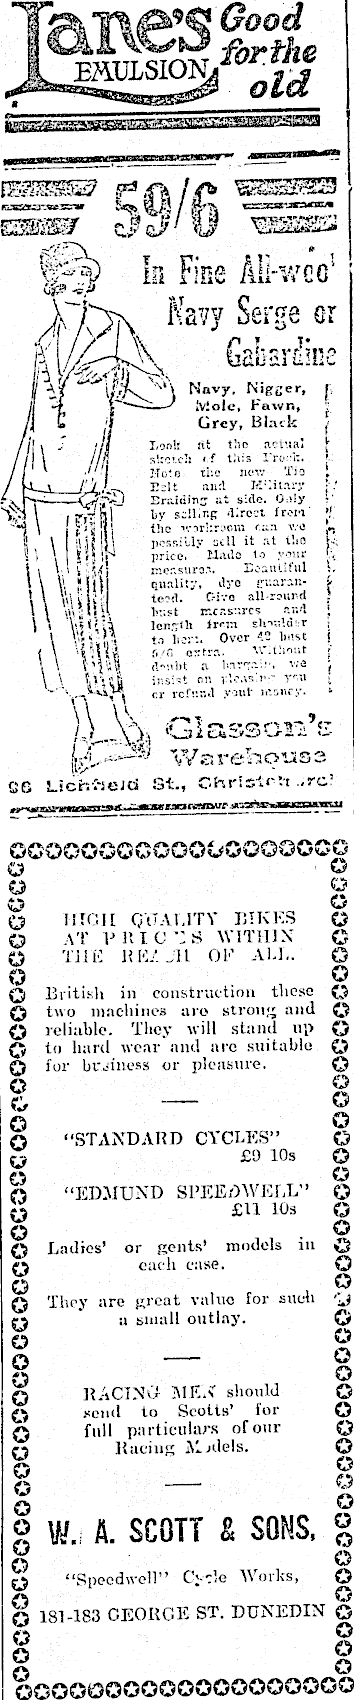 Lane's
EMULSION
Good
for the
old
59/6
In Fine All-wool
Navy Serge or
Gabardine
Navy, Nigger,
Mole, Fawn,
Grey, Black
Look at the actual
sketch of this Frock.
Note the new Tie
Belt and Military
Braiding at side. Only
by selling direct from
the workroom can we
possibly sell it at the
price. Made to your
measures. Beautiful
quality, dye guaran-
teed. Give all-round
bust measures and
length from shoulder
to hem. Over 42 bust
5/6 extra. Without
doubt a bargain, we
insist on pleasing you
or refund your money.
Glasson's
Warehouse
96 Lichfield St., Christchurch
HIGH QUALITY BIKES
AT PRICES WITHIN
THE REACH OF ALL.
British in construction these
two machines are strong and
reliable. They will stand up
to hard wear and are suitable
for business or pleasure.
"STANDARD CYCLES"
£9 10s
"EDMUND SPEEDWELL"
£11 10s
Ladies' or gents' models in
each case.
They are great value for such
a small outlay.
RACING MEN should
send to Scotts' for
full particulars of our
Racing Models.
W. A. SCOTT & SONS,
"Speedwell" Cycle Works,
181-183 GEORGE ST. DUNEDIN